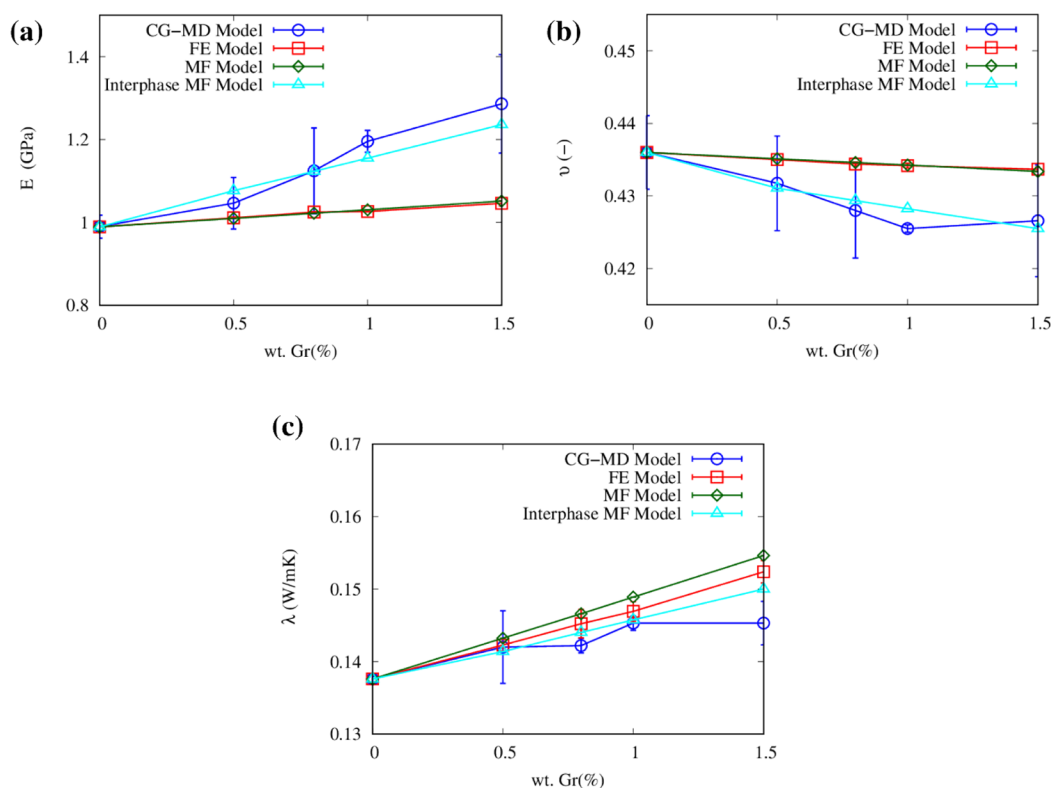 (a)
CG−MD Model
FE Model
MF Model
Interphase MF Model
1.4
1.2
1
0.8
E (GPa)
0
0.5
1
1.5
wt. Gr(%)
(b)
CG−MD Model
FE Model
MF Model
Interphase MF Model
0.45
0.44
0.43
0.42
υ (−)
0
0.5
1
1.5
wt. Gr(%)
(c)
CG−MD Model
FE Model
MF Model
Interphase MF Model
0.17
0.16
0.15
0.14
0.13
λ (W/mK)
0
0.5
1
1.5
wt. Gr(%)